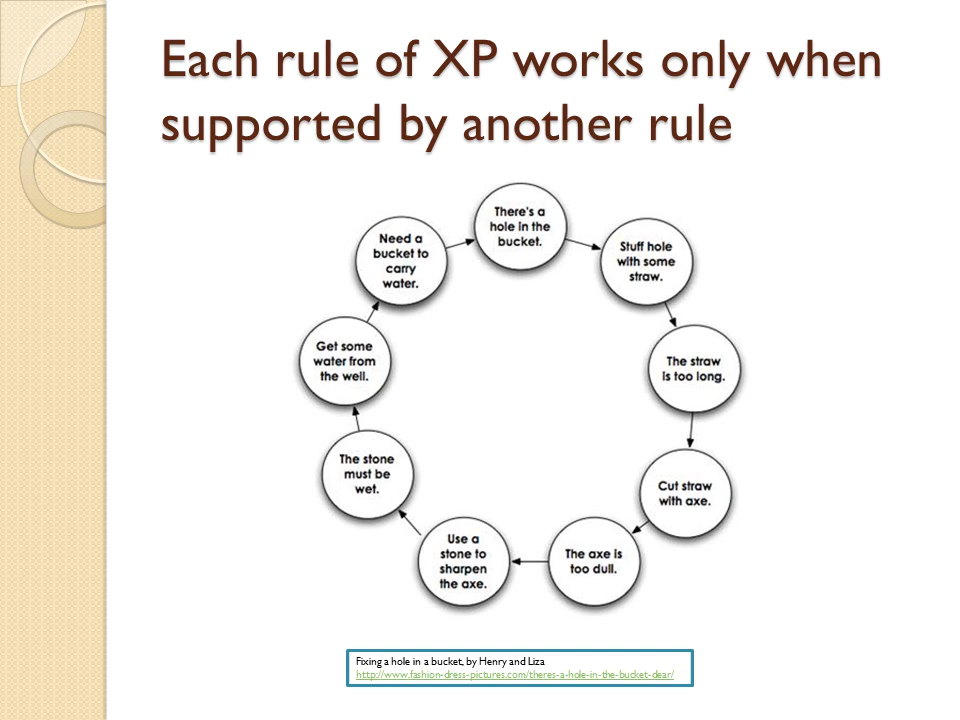 Each rule of XP works only when
supported by another rule
There's a
hole in the
bucket.
Stuff hole
with some
straw.
The straw
is too long.
Cut straw
with axe.
The axe is
too dull.
Use a
stone to
sharpen
the axe.
The stone
must be
wet.
Get some
water from
the well.
Need a
bucket to
carry
water.
Fixing a hole in a bucket, by Henry and Liza
http://www.fashion-dress-pictures.com/theres-a-hole-in-the-bucket-dear/